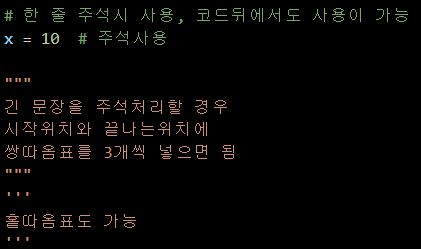 # 한 줄 주석시 사용, 코드뒤에서도 사용이 가능
x = 10  # 주석사용
"""
긴 문장을 주석처리할 경우
시작위치와 끝나는위치에
쌍따옴표를 3개씩 넣으면 됨
"""
'''
홑따옴표도 가능
'''